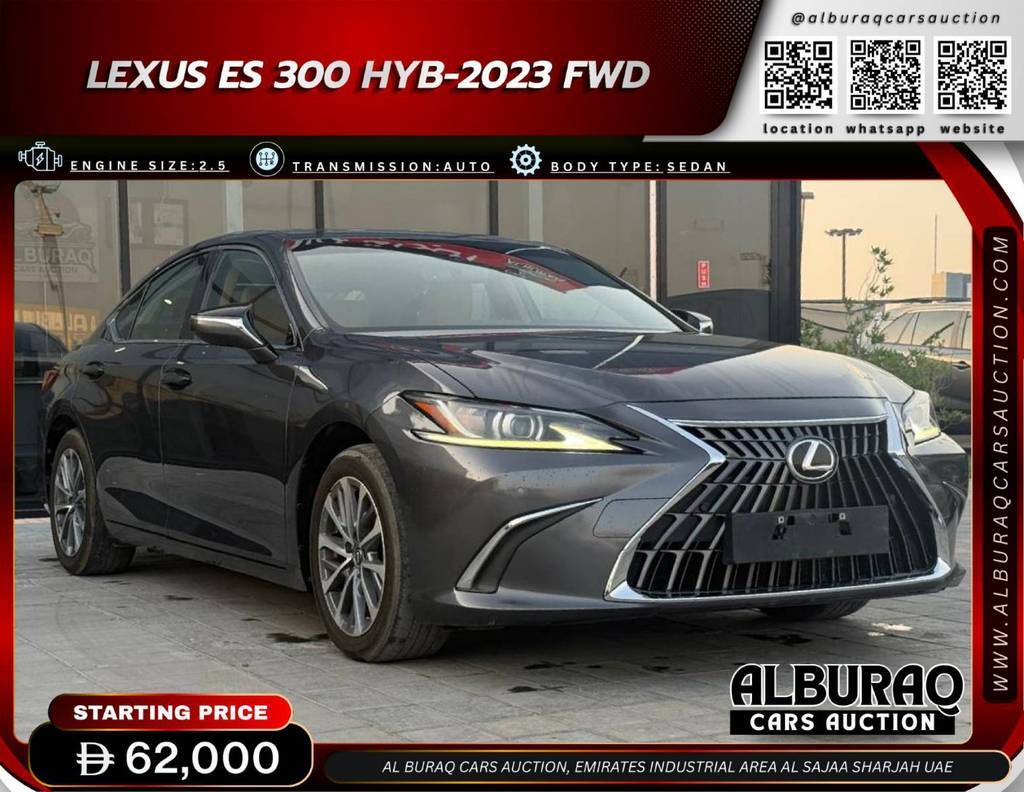 @alburaqcarsauction
LEXUS ES 300 HYB-2023 FWD
location whatsapp website
ENGINE SIZE:2.5 TRANSMISSION:AUTO BODY TYPE: SEDAN
PUSH
WWW.ALBURAQCARSAUCTION.COM
ALBURAQ
CARS AUCTION
STARTING PRICE
62,000
AL BURAQ CARS AUCTION, EMIRATES INDUSTRIAL AREA AL SAJAA SHARJAH UAE